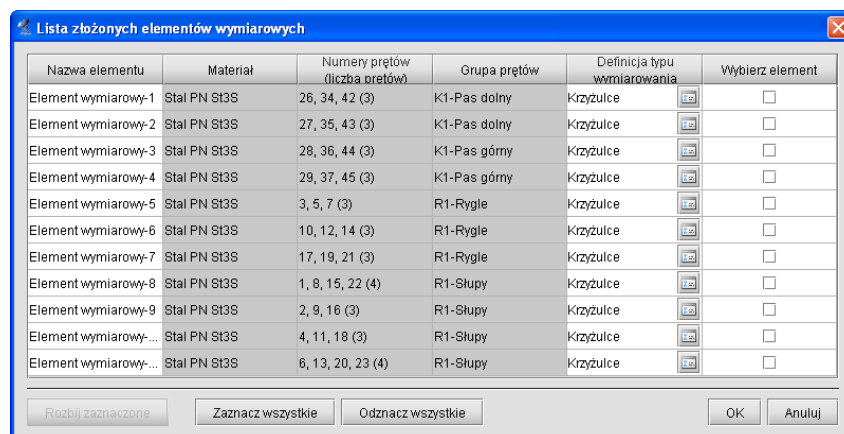 Lista złożonych elementów wymiarowych
Nazwa elementu Materiał Numery prętów (liczba prętów) Grupa prętów Definicja typu wymiarowania Wybierz element
Element wymiarowy-1 Stal PN St3S 26, 34, 42 (3) K1-Pas dolny Krzyżulce
Element wymiarowy-2 Stal PN St3S 27, 35, 43 (3) K1-Pas dolny Krzyżulce
Element wymiarowy-3 Stal PN St3S 28, 36, 44 (3) K1-Pas górny Krzyżulce
Element wymiarowy-4 Stal PN St3S 29, 37, 45 (3) K1-Pas górny Krzyżulce
Element wymiarowy-5 Stal PN St3S 3, 5, 7 (3) R1-Rygle Krzyżulce
Element wymiarowy-6 Stal PN St3S 10, 12, 14 (3) R1-Rygle Krzyżulce
Element wymiarowy-7 Stal PN St3S 17, 19, 21 (3) R1-Rygle Krzyżulce
Element wymiarowy-8 Stal PN St3S 1, 8, 15, 22 (4) R1-Słupy Krzyżulce
Element wymiarowy-9 Stal PN St3S 2, 9, 16 (3) R1-Słupy Krzyżulce
Element wymiarowy-... Stal PN St3S 4, 11, 18 (3) R1-Słupy Krzyżulce
Element wymiarowy-... Stal PN St3S 6, 13, 20, 23 (4) R1-Słupy Krzyżulce
Rozbij zaznaczone Zaznacz wszystkie Odznacz wszystkie OK Anuluj